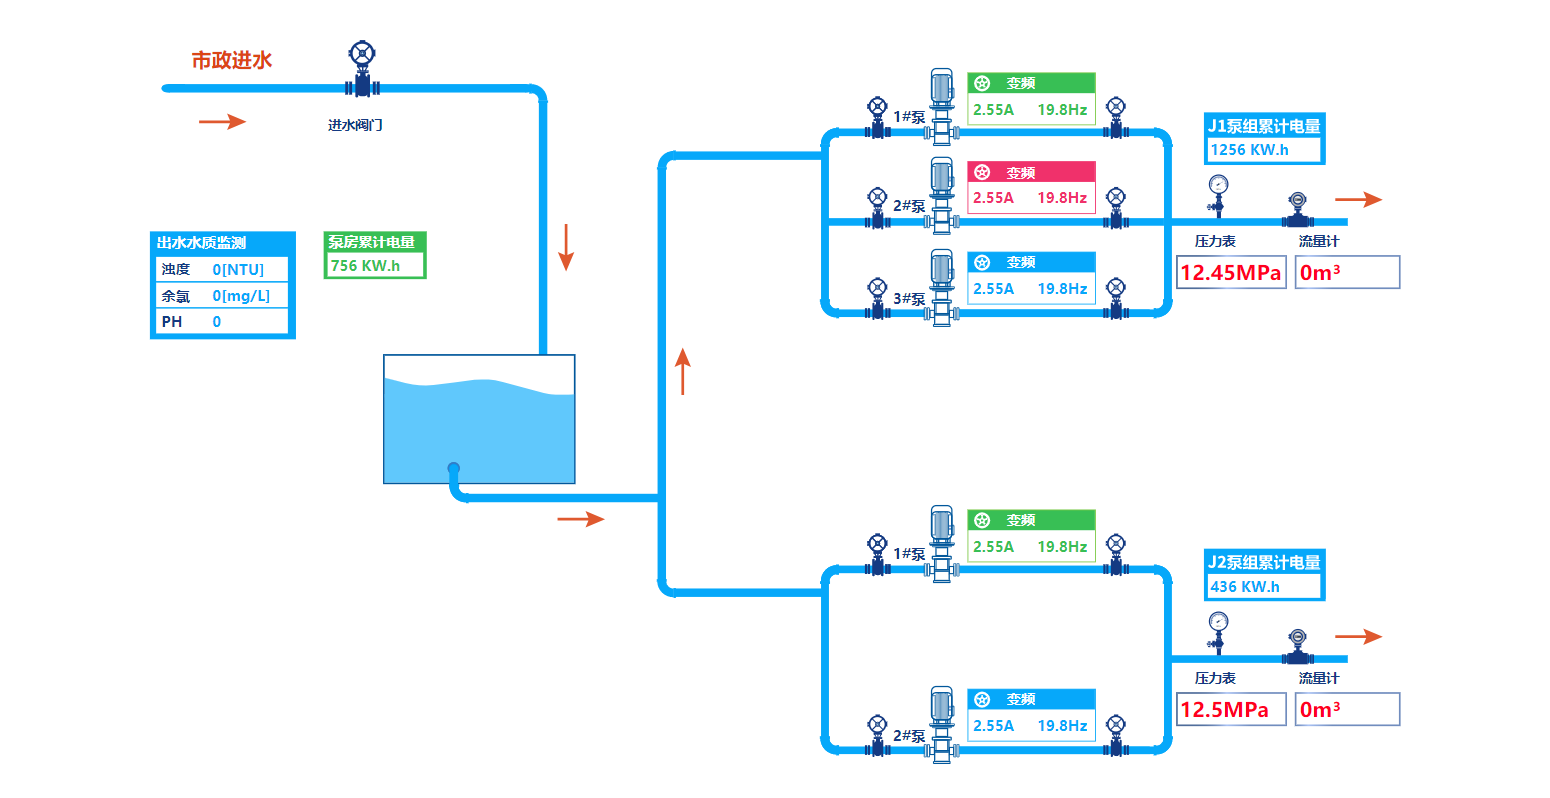 市政进水
进水阀门
出水水质监测
浊度 0[NTU]
余氯 0[mg/L]
PH 0
泵房累计电量
756 KW.h
1#泵
变频
2.55A 19.8Hz
2#泵
变频
2.55A 19.8Hz
3#泵
变频
2.55A 19.8Hz
J1泵组累计电量
1256 KW.h
压力表 流量计
12.45MPa 0m³
1#泵
变频
2.55A 19.8Hz
2#泵
变频
2.55A 19.8Hz
J2泵组累计电量
436 KW.h
压力表 流量计
12.5MPa 0m³